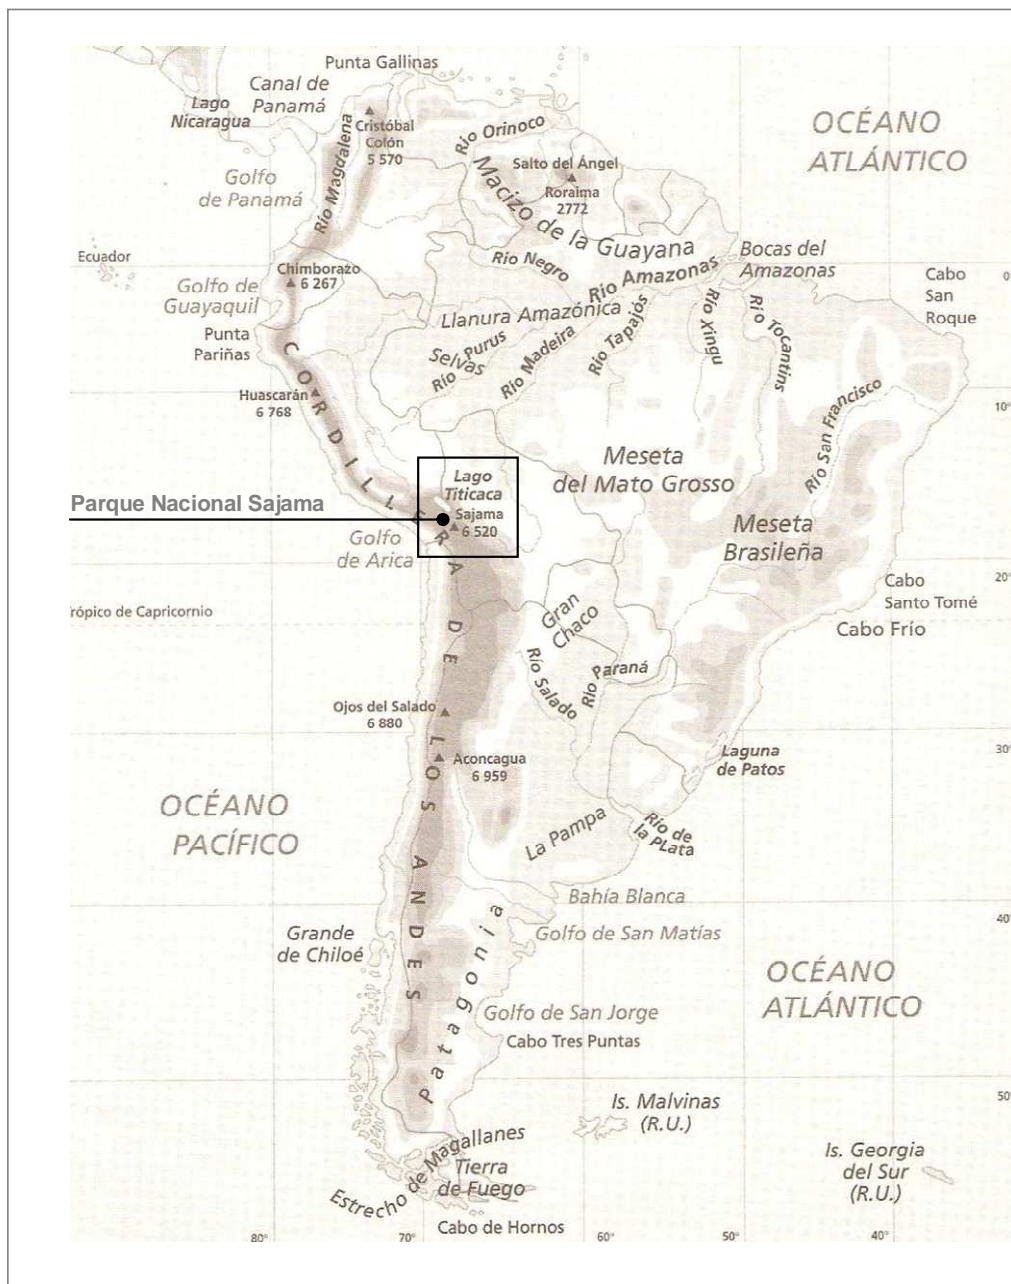 Punta Gallinas
Canal de
Panamá
Lago
Nicaragua
Cristóbal
Colón
5 570
Río Magdalena
Río Orinoco
OCÉANO
ATLÁNTICO
Salto del Ángel
Roraima
2772
Macizo de la Guayana
Golfo
de Panamá
Ecuador
Chimborazo
6 267
Golfo de
Guayaquil
Punta
Pariñas
Río Negro
Río Amazonas
Bocas del
Amazonas
Cabo
San
Roque
0
Llanura Amazónica
Selvas
Río Purus
Río Madeira
Río Tapajós
Río Xingu
Río Tocantins
Río San Francisco
Huascarán
6 768
10°
CORDILLERA DE LOS ANDES
Meseta
del Mato Grosso
Meseta
Brasileña
Lago
Titicaca
Sajama
6 520
Parque Nacional Sajama
Golfo
de Arica
20°
Cabo
Santo Tomé
Cabo Frío
rópico de Capricornio
Gran
Chaco
Río Salado
Río Paraná
Ojos del Salado
6 880
Aconcagua
6 959
30°
Laguna
de Patos
OCÉANO
PACÍFICO
La Pampa
Río de
la PLata
Bahía Blanca
40°
Golfo de San Matías
Grande
de Chiloé
Patagonia
OCÉANO
ATLÁNTICO
Golfo de San Jorge
Cabo Tres Puntas
50°
Is. Malvinas
(R.U.)
Is. Georgia
del Sur
(R.U.)
Estrecho de Magallanes
Tierra
de Fuego
Cabo de Hornos
80°
70°
60°
50°
40°